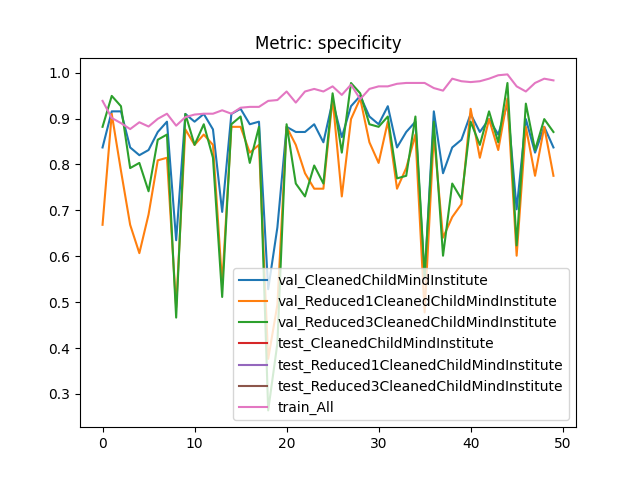 Metric: specificity
1.0
0.9
0.8
0.7
0.6
0.5
0.4
0.3
val_CleanedChildMindInstitute
val_Reduced1CleanedChildMindInstitute
val_Reduced3CleanedChildMindInstitute
test_CleanedChildMindInstitute
test_Reduced1CleanedChildMindInstitute
test_Reduced3CleanedChildMindInstitute
train_All
0 10 20 30 40 50